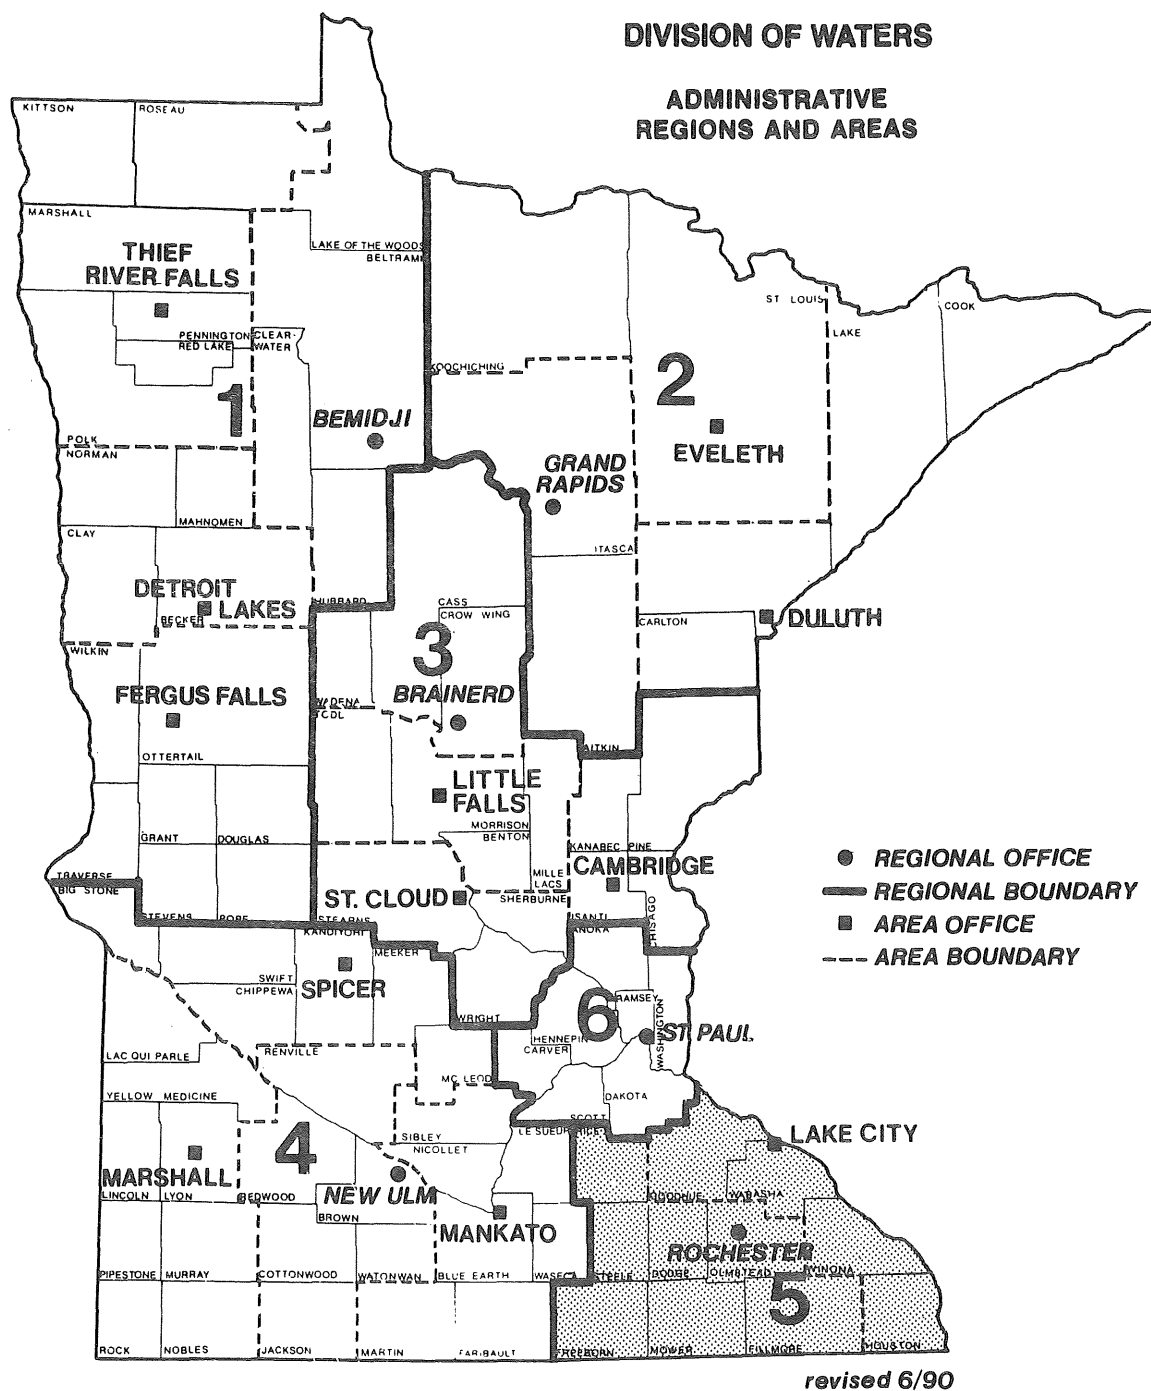 DIVISION OF WATERS
ADMINISTRATIVE
REGIONS AND AREAS
KITTSON
ROSEAU
MARSHALL
THIEF
RIVER FALLS
LAKE OF THE WOODS
BELTRAMI
ST LOUIS
COOK
LAKE
PENNINGTON
CLEAR-
WATER
RED LAKE
KOOCHICHING
2
1
BEMIDJI
EVELETH
GRAND
RAPIDS
POLK
NORMAN
MAHNOMEN
CLAY
ITASCA
DETROIT
LAKES
BECKER
HUBBARD
CASS
CROW WING
CARLTON
DULUTH
3
WILKIN
BRAINERD
FERGUS FALLS
WADENA
TODD
OTTERTAIL
AITKIN
LITTLE
FALLS
GRANT
DOUGLAS
MORRISON
BENTON
KANABEC
PINE
CAMBRIDGE
MILLE
LACS
TRAVERSE
BIG STONE
ST. CLOUD
SHERBURNE
STEVENS
POPE
STEARNS
ISANTI
CHISAGO
KANDIYOHI
ANOKA
MEEKER
REGIONAL OFFICE
REGIONAL BOUNDARY
AREA OFFICE
AREA BOUNDARY
SWIFT
CHIPPEWA
SPICER
WRIGHT
6
RAMSEY
WASHINGTON
ST. PAUL
HENNEPIN
CARVER
LAC QUI PARLE
RENVILLE
MC LEOD
YELLOW MEDICINE
DAKOTA
SCOTT
LE SUEUR
RICE
SIBLEY
NICOLLET
4
LAKE CITY
MARSHALL
LINCOLN
LYON
REDWOOD
NEW ULM
GOODHUE
WABASHA
BROWN
MANKATO
ROCHESTER
PIPESTONE
MURRAY
COTTONWOOD
WATONWAN
BLUE EARTH
WASECA
STEELE
DODGE
OLMSTEAD
WINONA
5
ROCK
NOBLES
JACKSON
MARTIN
FARIBAULT
FREEBORN
MOWER
FILLMORE
HOUSTON
revised 6/90